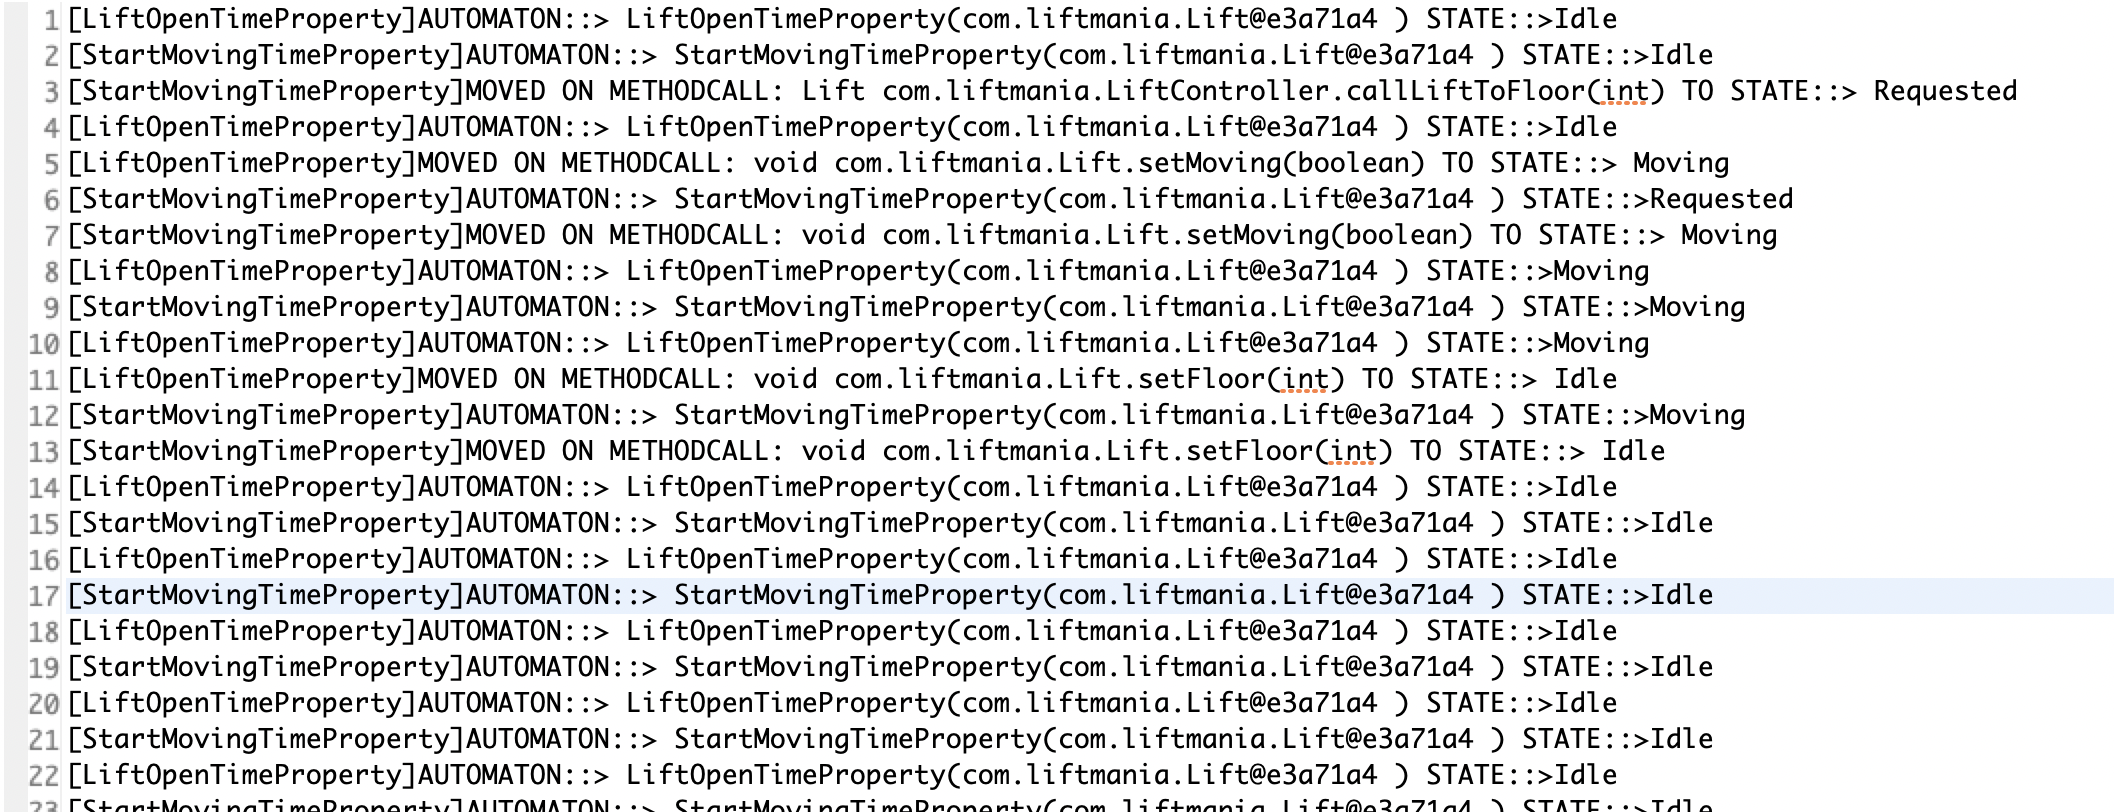 1 [LiftOpenTimeProperty]AUTOMATON::> LiftOpenTimeProperty(com.liftmania.Lift@e3a71a4 ) STATE::>Idle
2 [StartMovingTimeProperty]AUTOMATON::> StartMovingTimeProperty(com.liftmania.Lift@e3a71a4 ) STATE::>Idle
3 [StartMovingTimeProperty]MOVED ON METHODCALL: Lift com.liftmania.LiftController.callLiftToFloor(int) TO STATE::> Requested
4 [LiftOpenTimeProperty]AUTOMATON::> LiftOpenTimeProperty(com.liftmania.Lift@e3a71a4 ) STATE::>Idle
5 [LiftOpenTimeProperty]MOVED ON METHODCALL: void com.liftmania.Lift.setMoving(boolean) TO STATE::> Moving
6 [StartMovingTimeProperty]AUTOMATON::> StartMovingTimeProperty(com.liftmania.Lift@e3a71a4 ) STATE::>Requested
7 [StartMovingTimeProperty]MOVED ON METHODCALL: void com.liftmania.Lift.setMoving(boolean) TO STATE::> Moving
8 [LiftOpenTimeProperty]AUTOMATON::> LiftOpenTimeProperty(com.liftmania.Lift@e3a71a4 ) STATE::>Moving
9 [StartMovingTimeProperty]AUTOMATON::> StartMovingTimeProperty(com.liftmania.Lift@e3a71a4 ) STATE::>Moving
10 [LiftOpenTimeProperty]AUTOMATON::> LiftOpenTimeProperty(com.liftmania.Lift@e3a71a4 ) STATE::>Moving
11 [LiftOpenTimeProperty]MOVED ON METHODCALL: void com.liftmania.Lift.setFloor(int) TO STATE::> Idle
12 [StartMovingTimeProperty]AUTOMATON::> StartMovingTimeProperty(com.liftmania.Lift@e3a71a4 ) STATE::>Moving
13 [StartMovingTimeProperty]MOVED ON METHODCALL: void com.liftmania.Lift.setFloor(int) TO STATE::> Idle
14 [LiftOpenTimeProperty]AUTOMATON::> LiftOpenTimeProperty(com.liftmania.Lift@e3a71a4 ) STATE::>Idle
15 [StartMovingTimeProperty]AUTOMATON::> StartMovingTimeProperty(com.liftmania.Lift@e3a71a4 ) STATE::>Idle
16 [LiftOpenTimeProperty]AUTOMATON::> LiftOpenTimeProperty(com.liftmania.Lift@e3a71a4 ) STATE::>Idle
17 [StartMovingTimeProperty]AUTOMATON::> StartMovingTimeProperty(com.liftmania.Lift@e3a71a4 ) STATE::>Idle
18 [LiftOpenTimeProperty]AUTOMATON::> LiftOpenTimeProperty(com.liftmania.Lift@e3a71a4 ) STATE::>Idle
19 [StartMovingTimeProperty]AUTOMATON::> StartMovingTimeProperty(com.liftmania.Lift@e3a71a4 ) STATE::>Idle
20 [LiftOpenTimeProperty]AUTOMATON::> LiftOpenTimeProperty(com.liftmania.Lift@e3a71a4 ) STATE::>Idle
21 [StartMovingTimeProperty]AUTOMATON::> StartMovingTimeProperty(com.liftmania.Lift@e3a71a4 ) STATE::>Idle
22 [LiftOpenTimeProperty]AUTOMATON::> LiftOpenTimeProperty(com.liftmania.Lift@e3a71a4 ) STATE::>Idle
23 [StartMovingTimeProperty]AUTOMATON::> StartMovingTimeProperty(com.liftmania.Lift@e3a71a4 ) STATE::>Idle